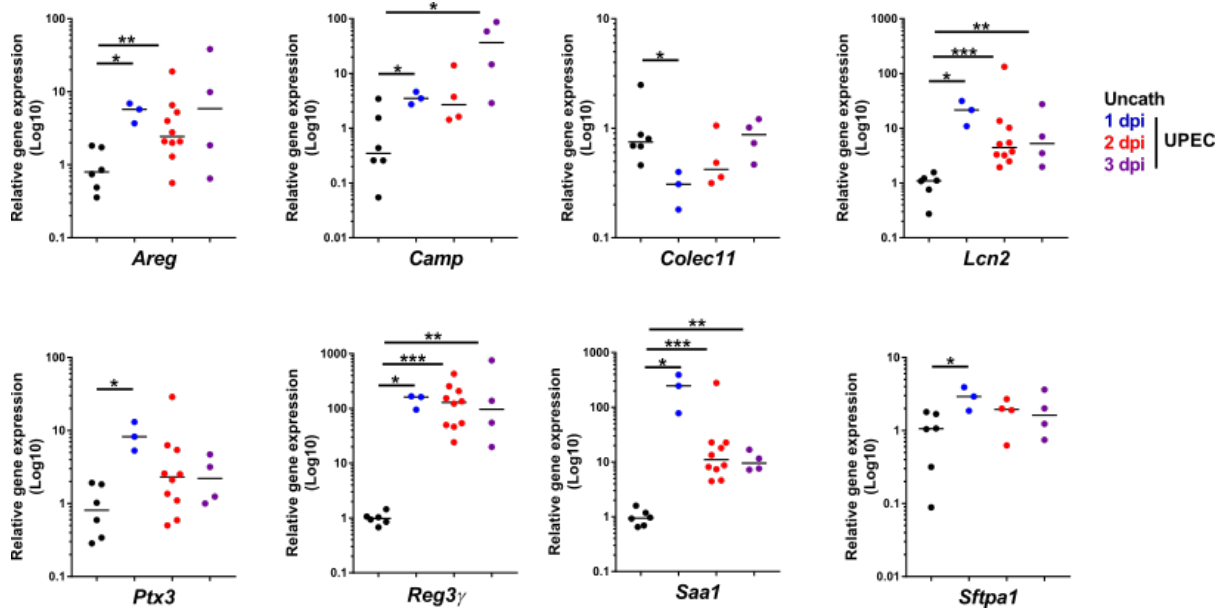 Relative gene expression
(Log10)
100
10
1
0.1
*
**
Areg
Relative gene expression
(Log10)
100
10
1
0.1
0.01
*
*
Camp
Relative gene expression
(Log10)
10
1
0.1
*
Colec11
Relative gene expression
(Log10)
1000
100
10
1
0.1
**
***
*
Lcn2
Uncath
1 dpi
2 dpi
3 dpi
UPEC
Relative gene expression
(Log10)
100
10
1
0.1
*
Ptx3
Relative gene expression
(Log10)
1000
100
10
1
0.1
**
***
*
Reg3γ
Relative gene expression
(Log10)
1000
100
10
1
0.1
**
***
*
Saa1
Relative gene expression
(Log10)
10
1
0.1
0.01
*
Sftpa1